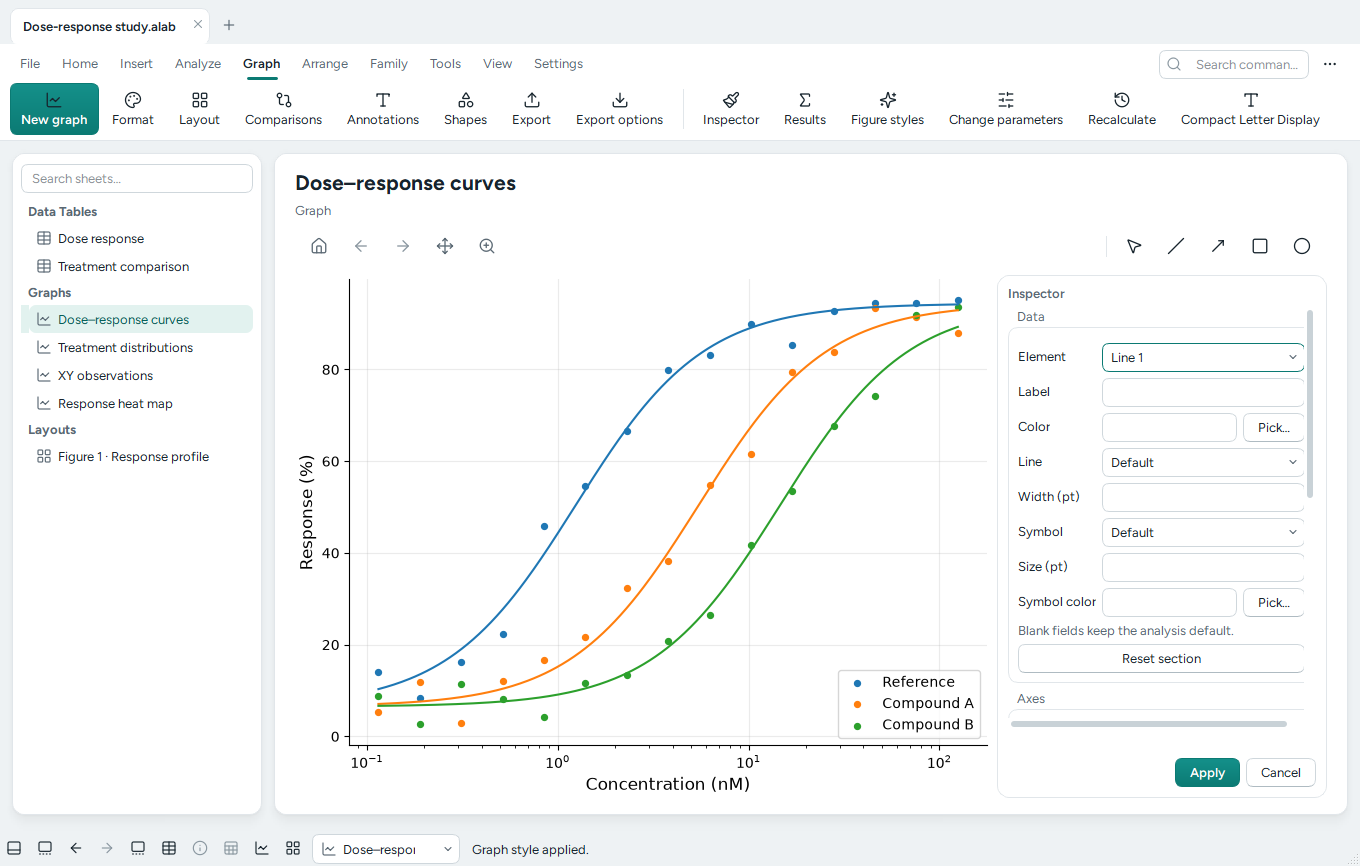 Dose-response study.alab
File Home Insert Analyze Graph Arrange Family Tools View Settings
Search comman...
New graph Format Layout Comparisons Annotations Shapes Export Export options Inspector Results Figure styles Change parameters Recalculate Compact Letter Display
Search sheets...
Data Tables
Dose response
Treatment comparison
Graphs
Dose–response curves
Treatment distributions
XY observations
Response heat map
Layouts
Figure 1 · Response profile
Dose–response curves
Graph
80
60
40
20
0
Response (%)
10⁻¹ 10⁰ 10¹ 10²
Concentration (nM)
Reference
Compound A
Compound B
Inspector
Data
Element Line 1
Label
Color Pick...
Line Default
Width (pt)
Symbol Default
Size (pt)
Symbol color Pick...
Blank fields keep the analysis default.
Reset section
Axes
Apply Cancel
Dose–respor Graph style applied.